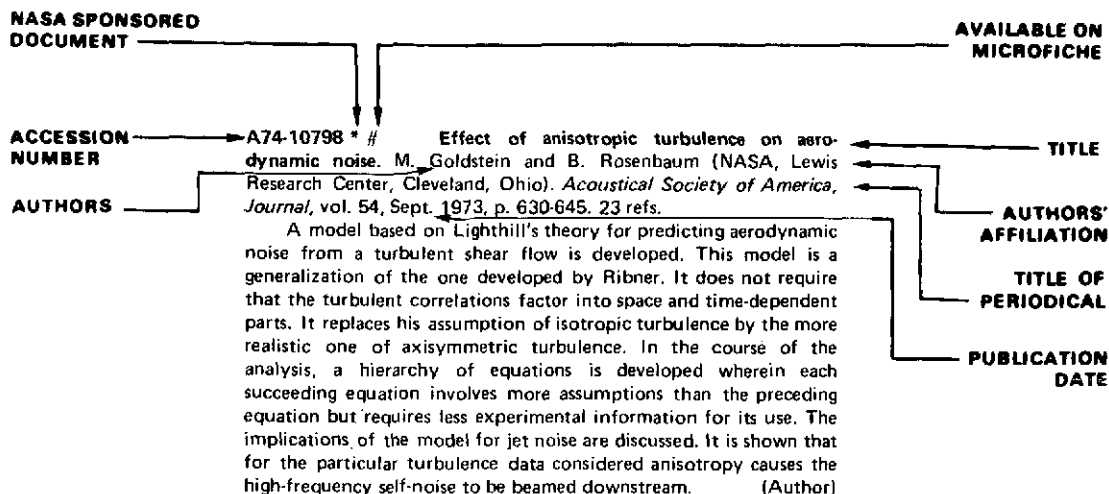 NASA SPONSORED
DOCUMENT
AVAILABLE ON
MICROFICHE
ACCESSION
NUMBER
A74-10798 * # Effect of anisotropic turbulence on aero-
dynamic noise. M. Goldstein and B. Rosenbaum (NASA, Lewis
Research Center, Cleveland, Ohio). Acoustical Society of America,
Journal, vol. 54, Sept. 1973, p. 630-645. 23 refs.
TITLE
AUTHORS
AUTHORS'
AFFILIATION
TITLE OF
PERIODICAL
PUBLICATION
DATE
A model based on Lighthill's theory for predicting aerodynamic
noise from a turbulent shear flow is developed. This model is a
generalization of the one developed by Ribner. It does not require
that the turbulent correlations factor into space and time-dependent
parts. It replaces his assumption of isotropic turbulence by the more
realistic one of axisymmetric turbulence. In the course of the
analysis, a hierarchy of equations is developed wherein each
succeeding equation involves more assumptions than the preceding
equation but requires less experimental information for its use. The
implications of the model for jet noise are discussed. It is shown that
for the particular turbulence data considered anisotropy causes the
high-frequency self-noise to be beamed downstream. (Author)